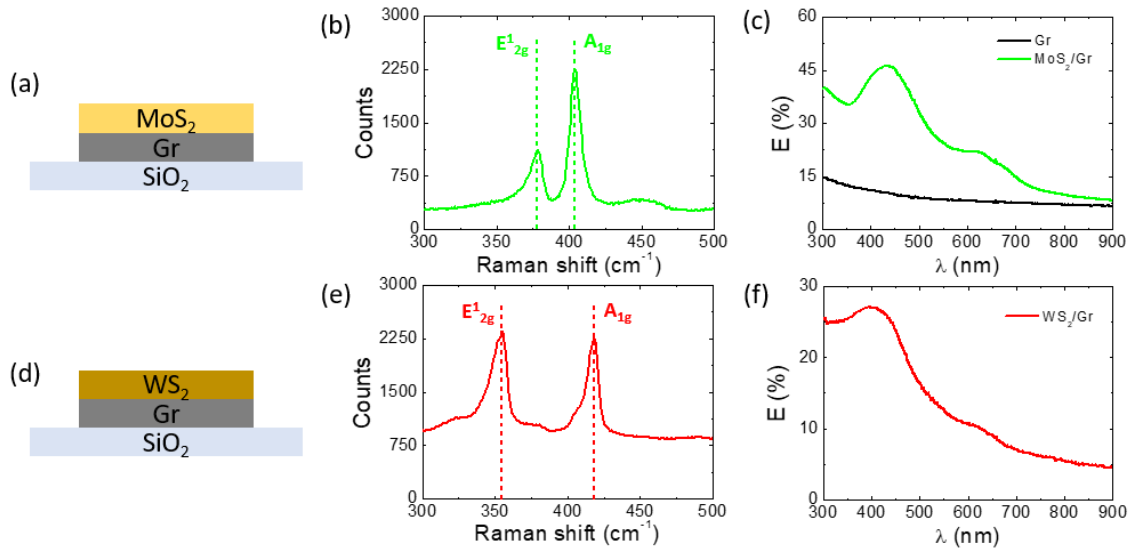 (a)
MoS₂
Gr
SiO₂
(b)
3000
2250
1500
750
0
Counts
E¹₂g
A₁g
300 350 400 450 500
Raman shift (cm⁻¹)
(c)
60
45
30
15
0
E (%)
Gr
MoS₂/Gr
300 400 500 600 700 800 900
λ (nm)
(d)
WS₂
Gr
SiO₂
(e)
3000
2250
1500
750
0
Counts
E¹₂g
A₁g
300 350 400 450 500
Raman shift (cm⁻¹)
(f)
30
20
10
0
E (%)
WS₂/Gr
300 400 500 600 700 800 900
λ (nm)